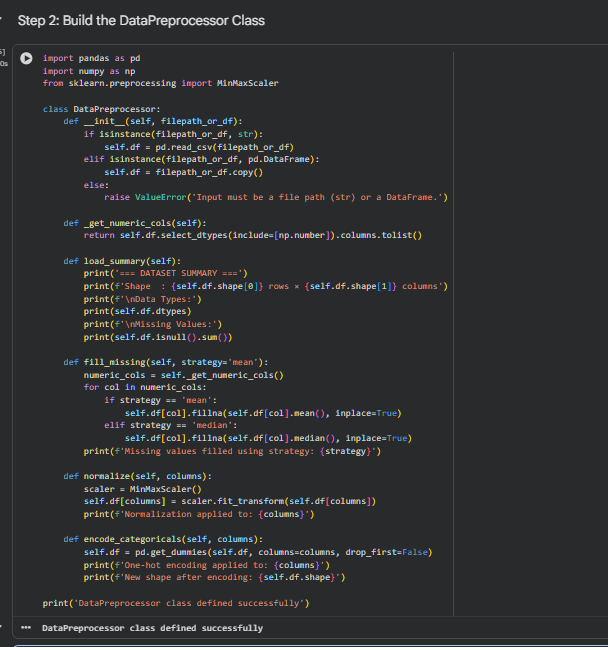 Step 2: Build the DataPreprocessor Class
import pandas as pd
import numpy as np
from sklearn.preprocessing import MinMaxScaler

class DataPreprocessor:
    def __init__(self, filepath_or_df):
        if isinstance(filepath_or_df, str):
            self.df = pd.read_csv(filepath_or_df)
        elif isinstance(filepath_or_df, pd.DataFrame):
            self.df = filepath_or_df.copy()
        else:
            raise ValueError('Input must be a file path (str) or a DataFrame.')

    def _get_numeric_cols(self):
        return self.df.select_dtypes(include=[np.number]).columns.tolist()

    def load_summary(self):
        print('=== DATASET SUMMARY ===')
        print(f'Shape  : {self.df.shape[0]} rows × {self.df.shape[1]} columns')
        print(f'\nData Types:')
        print(self.df.dtypes)
        print(f'\nMissing Values:')
        print(self.df.isnull().sum())

    def fill_missing(self, strategy='mean'):
        numeric_cols = self._get_numeric_cols()
        for col in numeric_cols:
            if strategy == 'mean':
                self.df[col].fillna(self.df[col].mean(), inplace=True)
            elif strategy == 'median':
                self.df[col].fillna(self.df[col].median(), inplace=True)
        print(f'Missing values filled using strategy: {strategy}')

    def normalize(self, columns):
        scaler = MinMaxScaler()
        self.df[columns] = scaler.fit_transform(self.df[columns])
        print(f'Normalization applied to: {columns}')

    def encode_categoricals(self, columns):
        self.df = pd.get_dummies(self.df, columns=columns, drop_first=False)
        print(f'One-hot encoding applied to: {columns}')
        print(f'New shape after encoding: {self.df.shape}')

print('DataPreprocessor class defined successfully')
DataPreprocessor class defined successfully